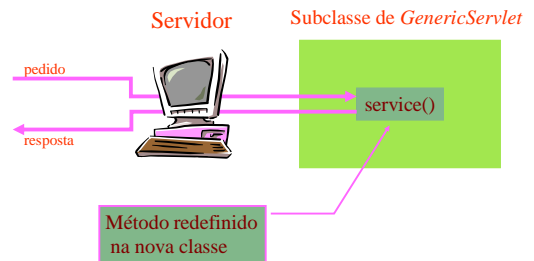 Servidor
Subclasse de GenericServlet
pedido
service()
resposta
Método redefinido
na nova classe